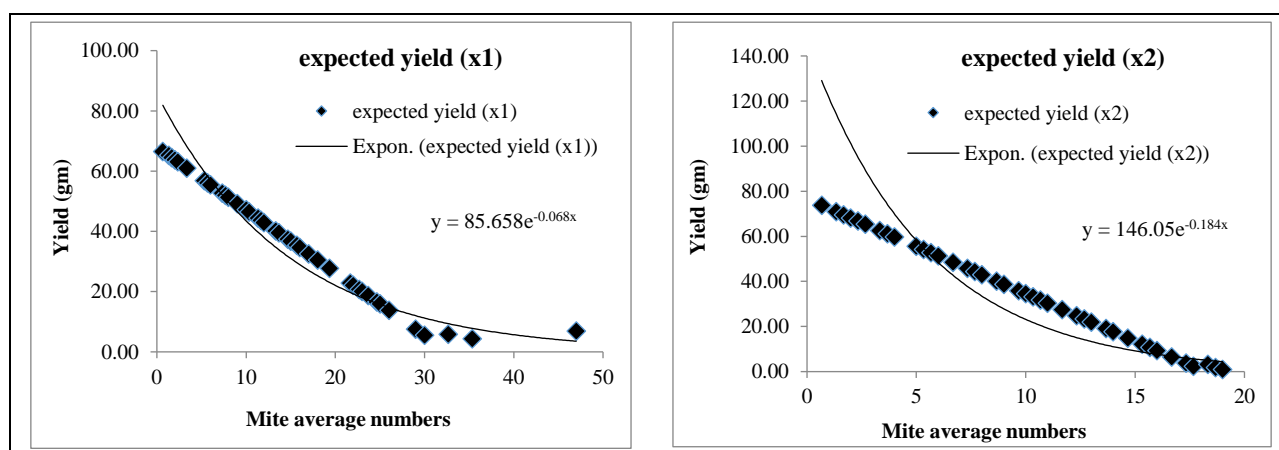 expected yield (x1)
100.00
80.00
60.00
40.00
20.00
0.00
Yield (gm)
expected yield (x1)
Expon. (expected yield (x1))
y = 85.658e-0.068x
0 10 20 30 40 50
Mite average numbers
expected yield (x2)
140.00
120.00
100.00
80.00
60.00
40.00
20.00
0.00
Yield (gm)
expected yield (x2)
Expon. (expected yield (x2))
y = 146.05e-0.184x
0 5 10 15 20
Mite average numbers